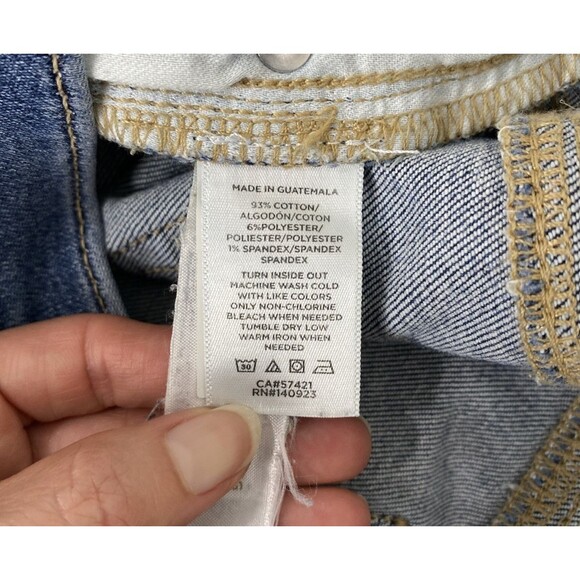 MADE IN GUATEMALA
93% COTTON/
ALGODÓN/COTON
6%POLYESTER/
POLIESTER/POLYESTER
1% SPANDEX/SPANDEX
SPANDEX
TURN INSIDE OUT
MACHINE WASH COLD
WITH LIKE COLORS
ONLY NON-CHLORINE
BLEACH WHEN NEEDED
TUMBLE DRY LOW
WARM IRON WHEN
NEEDED
30
CA#57421
RN#140923